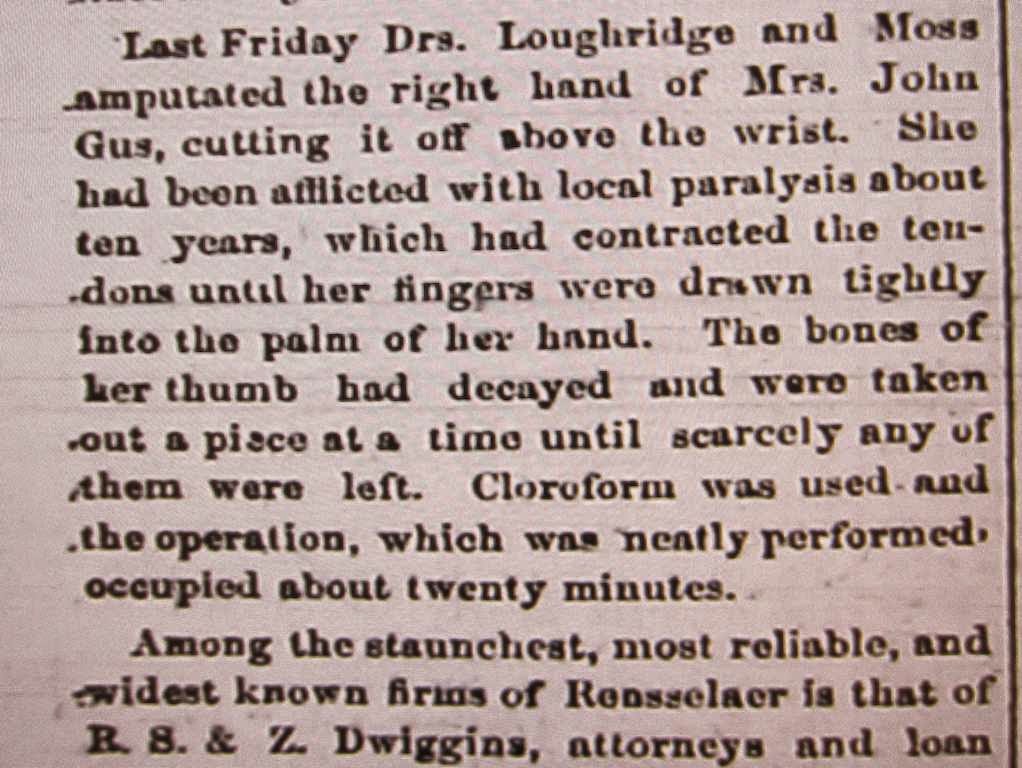 Last Friday Drs. Loughridge and Moss
amputated the right hand of Mrs. John
Gus, cutting it off above the wrist. She
had been afflicted with local paralysis about
ten years, which had contracted the ten-
dons until her fingers were drawn tightly
into the palm of her hand. The bones of
her thumb had decayed and were taken
out a piece at a time until scarcely any of
them were left. Cloroform was used and
the operation, which was neatly performed,
occupied about twenty minutes.
Among the staunchest, most reliable, and
widest known firms of Rensselaer is that of
R. S. & Z. Dwiggins, attorneys and loan